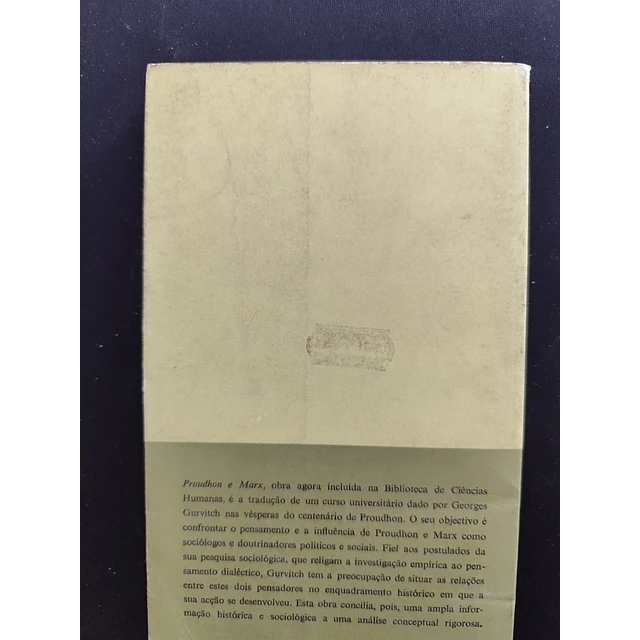 Proudhon e Marx, obra agora incluída na Biblioteca de Ciências
Humanas, é a tradução de um curso universitário dado por Georges
Gurvitch nas vésperas do centenário de Proudhon. O seu objectivo é
confrontar o pensamento e a influência de Proudhon e Marx como
sociólogos e doutrinadores políticos e sociais. Fiel aos postulados da
sua pesquisa sociológica, que religam a investigação empírica ao pen-
samento dialéctico, Gurvitch tem a preocupação de situar as relações
entre estes dois pensadores no enquadramento histórico em que a
sua acção se desenvolveu. Esta obra concilia, pois, uma ampla infor-
mação histórica e sociológica a uma análise conceptual rigorosa.